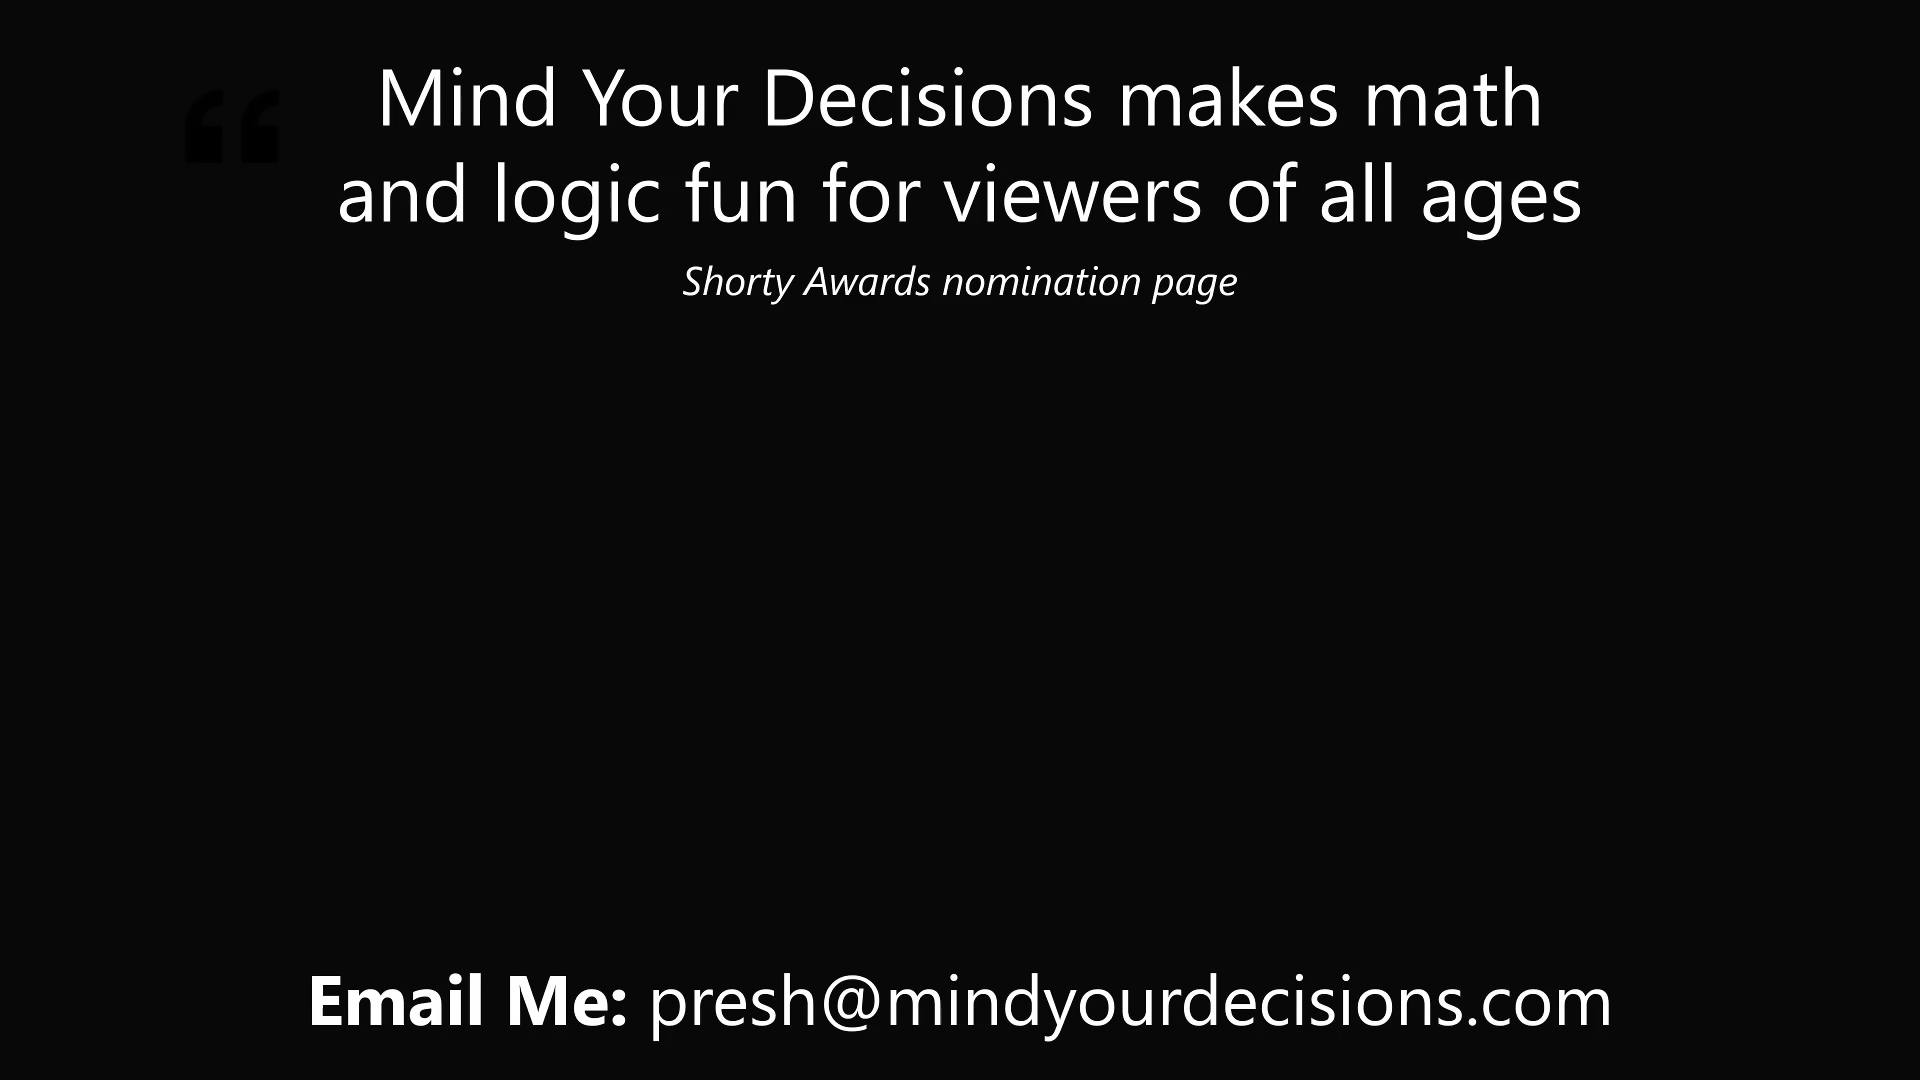 “
Mind Your Decisions makes math
and logic fun for viewers of all ages
Shorty Awards nomination page
Email Me: presh@mindyourdecisions.com